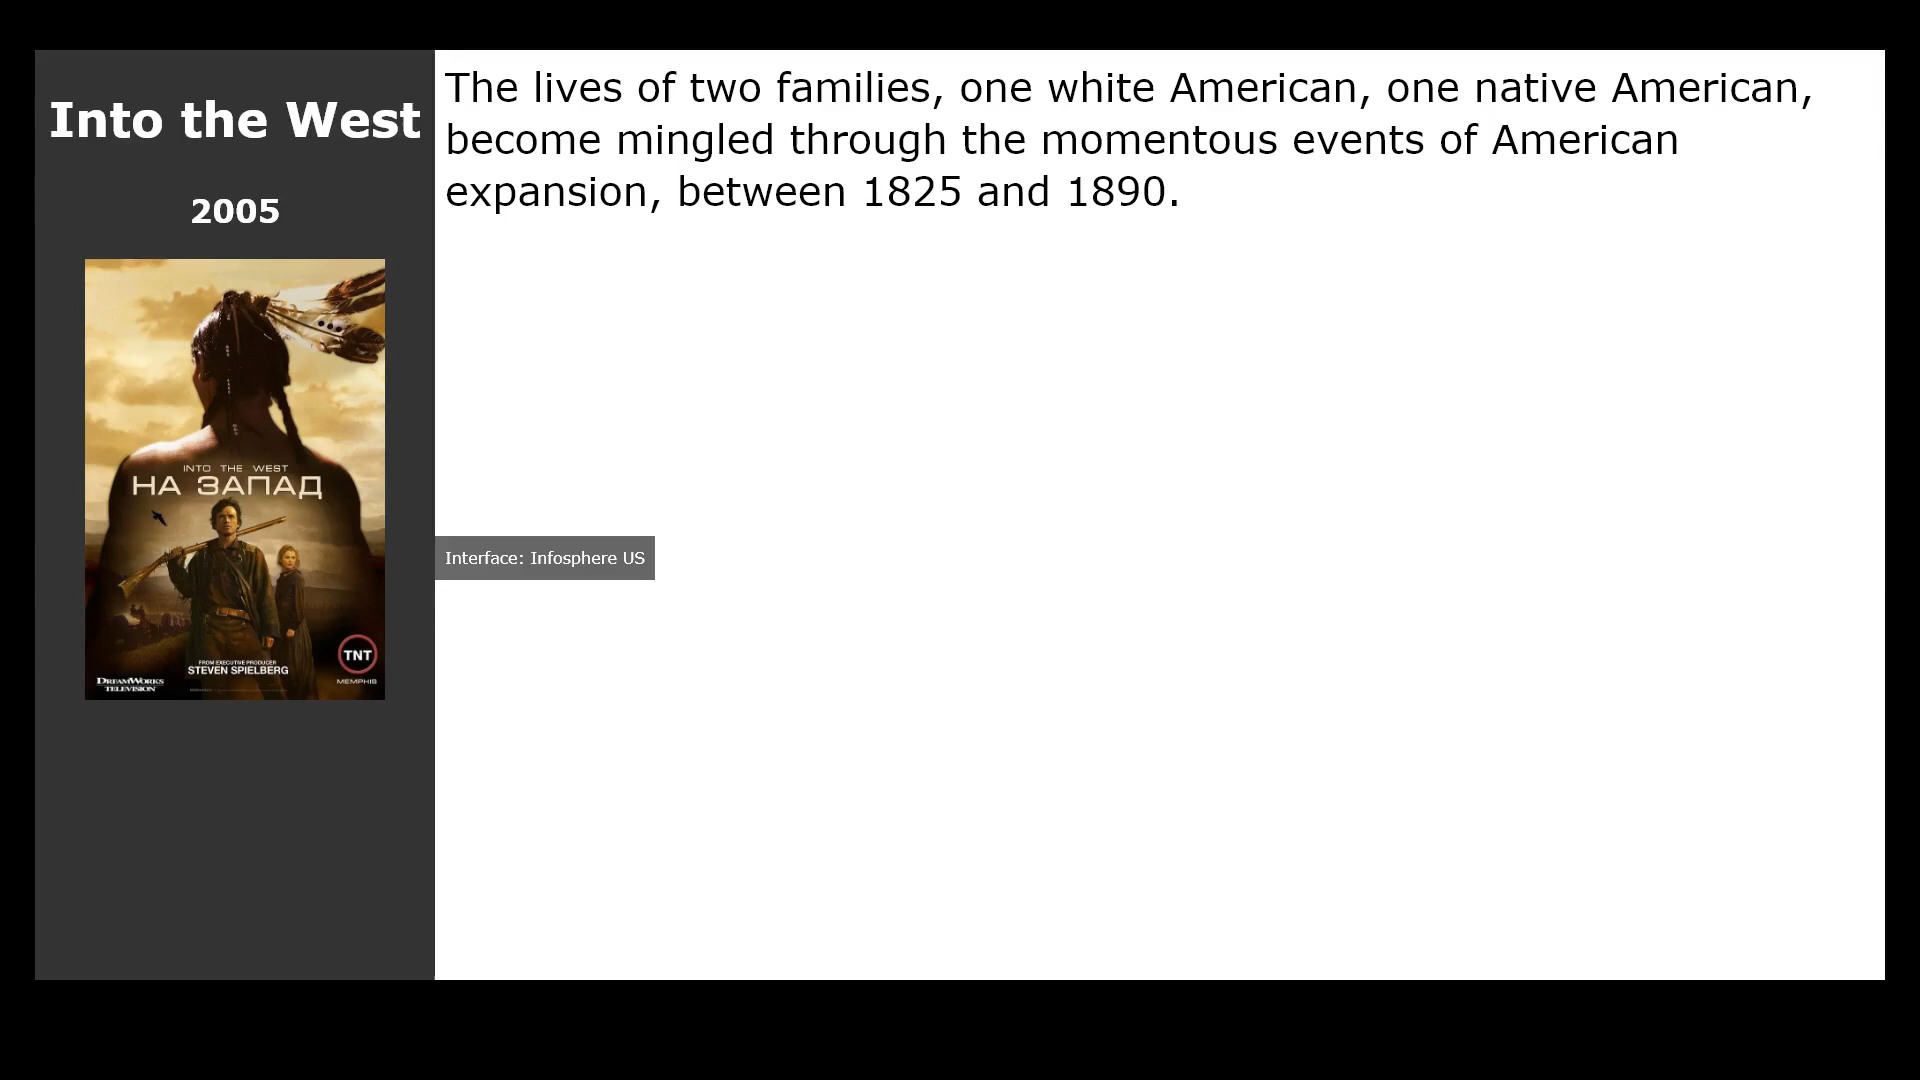 Into the West
2005
INTO THE WEST
НА ЗАПАД
FROM EXECUTIVE PRODUCER
STEVEN SPIELBERG
DREAMWORKS
TELEVISION
TNT
MEMPHIS
The lives of two families, one white American, one native American,
become mingled through the momentous events of American
expansion, between 1825 and 1890.
Interface: Infosphere US